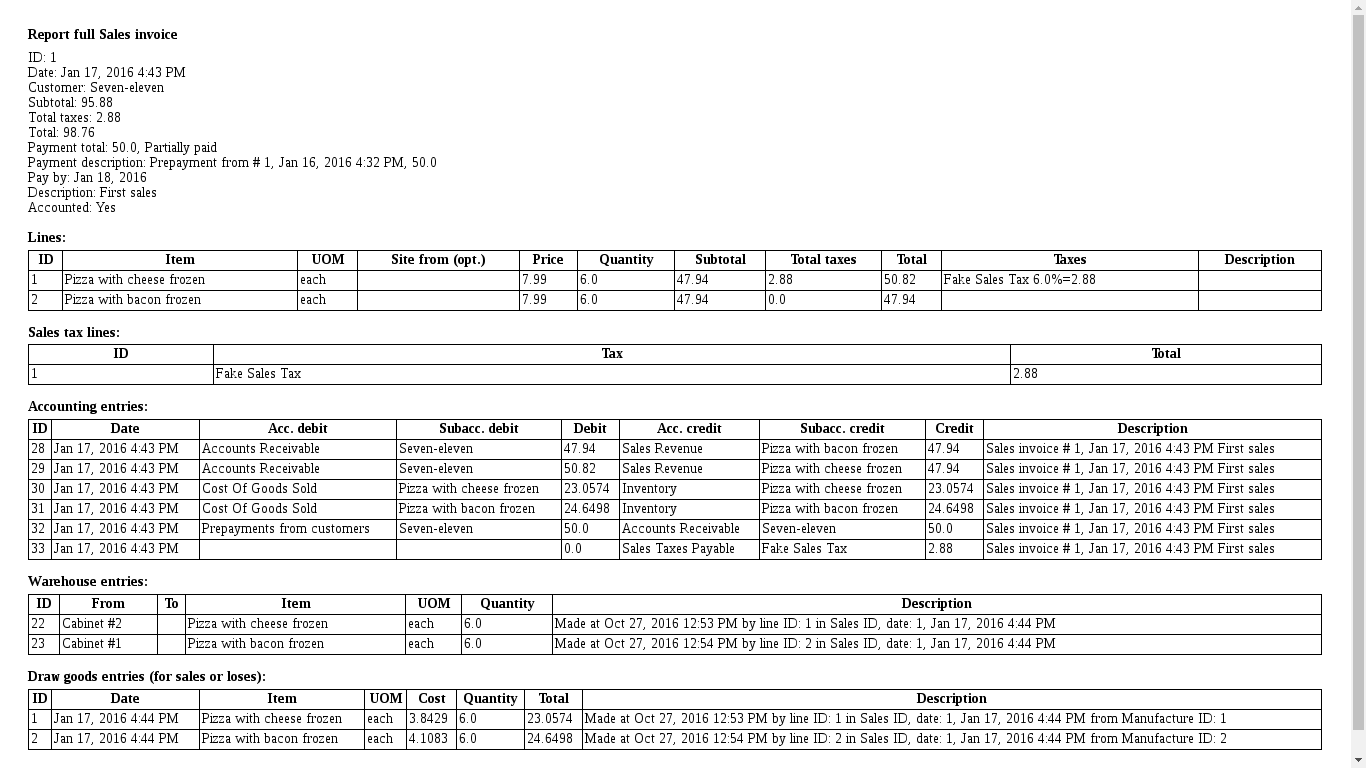 Report full Sales invoice
ID: 1
Date: Jan 17, 2016 4:43 PM
Customer: Seven-eleven
Subtotal: 95.88
Total taxes: 2.88
Total: 98.76
Payment total: 50.0, Partially paid
Payment description: Prepayment from # 1, Jan 16, 2016 4:32 PM, 50.0
Pay by: Jan 18, 2016
Description: First sales
Accounted: Yes
Lines:
ID Item UOM Site from (opt.) Price Quantity Subtotal Total taxes Total Taxes Description
1 Pizza with cheese frozen each 7.99 6.0 47.94 2.88 50.82 Fake Sales Tax 6.0%=2.88
2 Pizza with bacon frozen each 7.99 6.0 47.94 0.0 47.94
Sales tax lines:
ID Tax Total
1 Fake Sales Tax 2.88
Accounting entries:
ID Date Acc. debit Subacc. debit Debit Acc. credit Subacc. credit Credit Description
28 Jan 17, 2016 4:43 PM Accounts Receivable Seven-eleven 47.94 Sales Revenue Pizza with bacon frozen 47.94 Sales invoice # 1, Jan 17, 2016 4:43 PM First sales
29 Jan 17, 2016 4:43 PM Accounts Receivable Seven-eleven 50.82 Sales Revenue Pizza with cheese frozen 47.94 Sales invoice # 1, Jan 17, 2016 4:43 PM First sales
30 Jan 17, 2016 4:43 PM Cost Of Goods Sold Pizza with cheese frozen 23.0574 Inventory Pizza with cheese frozen 23.0574 Sales invoice # 1, Jan 17, 2016 4:43 PM First sales
31 Jan 17, 2016 4:43 PM Cost Of Goods Sold Pizza with bacon frozen 24.6498 Inventory Pizza with bacon frozen 24.6498 Sales invoice # 1, Jan 17, 2016 4:43 PM First sales
32 Jan 17, 2016 4:43 PM Prepayments from customers Seven-eleven 50.0 Accounts Receivable Seven-eleven 50.0 Sales invoice # 1, Jan 17, 2016 4:43 PM First sales
33 Jan 17, 2016 4:43 PM 0.0 Sales Taxes Payable Fake Sales Tax 2.88 Sales invoice # 1, Jan 17, 2016 4:43 PM First sales
Warehouse entries:
ID From To Item UOM Quantity Description
22 Cabinet #2 Pizza with cheese frozen each 6.0 Made at Oct 27, 2016 12:53 PM by line ID: 1 in Sales ID, date: 1, Jan 17, 2016 4:44 PM
23 Cabinet #1 Pizza with bacon frozen each 6.0 Made at Oct 27, 2016 12:54 PM by line ID: 2 in Sales ID, date: 1, Jan 17, 2016 4:44 PM
Draw goods entries (for sales or loses):
ID Date Item UOM Cost Quantity Total Description
1 Jan 17, 2016 4:44 PM Pizza with cheese frozen each 3.8429 6.0 23.0574 Made at Oct 27, 2016 12:53 PM by line ID: 1 in Sales ID, date: 1, Jan 17, 2016 4:44 PM from Manufacture ID: 1
2 Jan 17, 2016 4:44 PM Pizza with bacon frozen each 4.1083 6.0 24.6498 Made at Oct 27, 2016 12:54 PM by line ID: 2 in Sales ID, date: 1, Jan 17, 2016 4:44 PM from Manufacture ID: 2